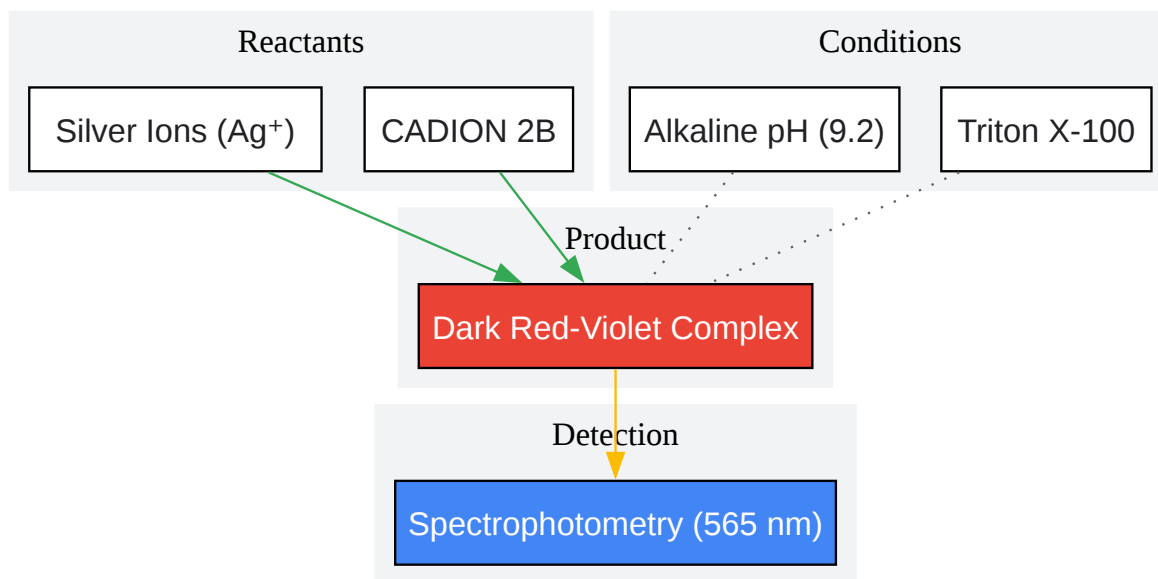 Reactants
Conditions
Silver Ions (Ag⁺)
CADION 2B
Alkaline pH (9.2)
Triton X-100
Product
Dark Red-Violet Complex
Detection
Spectrophotometry (565 nm)